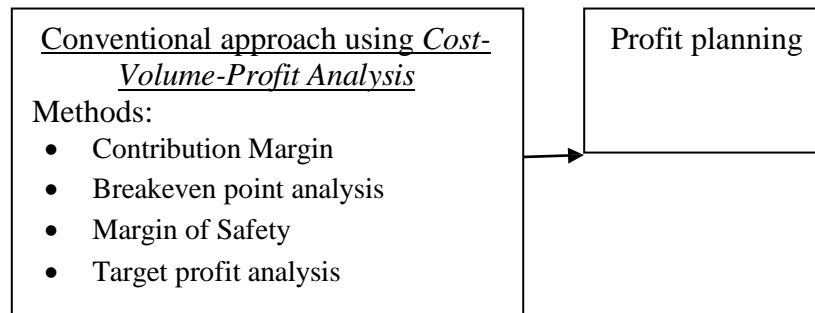 Conventional approach using Cost-
Volume-Profit Analysis
Methods:
• Contribution Margin
• Breakeven point analysis
• Margin of Safety
• Target profit analysis
Profit planning